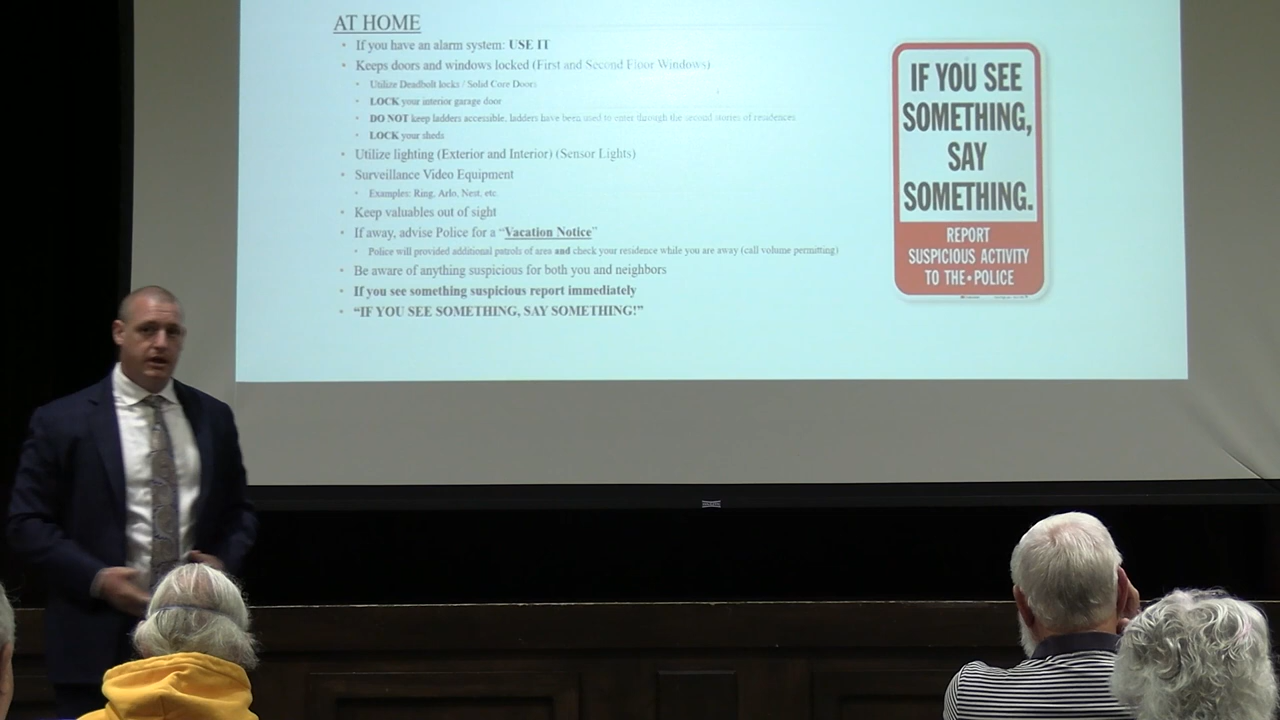 AT HOME
• If you have an alarm system: USE IT
• Keeps doors and windows locked (First and Second Floor Windows)
• Utilize Deadbolt locks / Solid Core Doors
• LOCK your interior garage door
• DO NOT keep ladders accessible, ladders have been used to enter through the second stories of residences.
• LOCK your sheds
• Utilize lighting (Exterior and Interior) (Sensor Lights)
• Surveillance Video Equipment
• Examples: Ring, Arlo, Nest, etc.
• Keep valuables out of sight
• If away, advise Police for a “Vacation Notice”
• Police will provided additional patrols of area and check your residence while you are away (call volume permitting)
• Be aware of anything suspicious for both you and neighbors
• If you see something suspicious report immediately
• “IF YOU SEE SOMETHING, SAY SOMETHING!”
IF YOU SEE
SOMETHING,
SAY
SOMETHING.
REPORT
SUSPICIOUS ACTIVITY
TO THE • POLICE